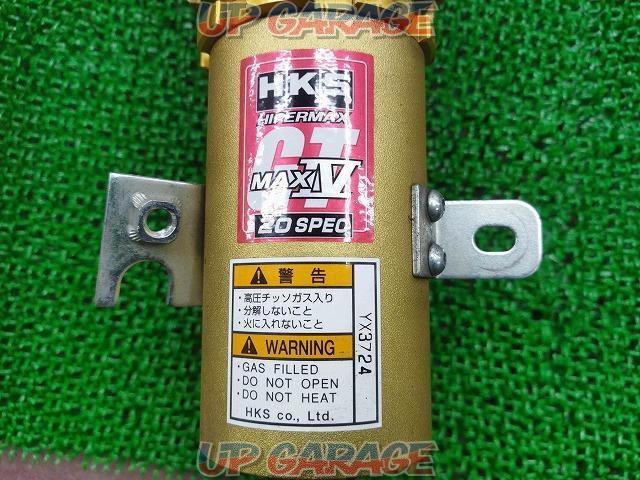 UP GARAGE
HKS
HIPERMAX
GT
MAX IV
20 SPEC
警告
・高圧チッソガス入り
・分解しないこと
・火に入れないこと
WARNING
・GAS FILLED
・DO NOT OPEN
・DO NOT HEAT
HKS co., Ltd.
YX3724
UP GARAGE